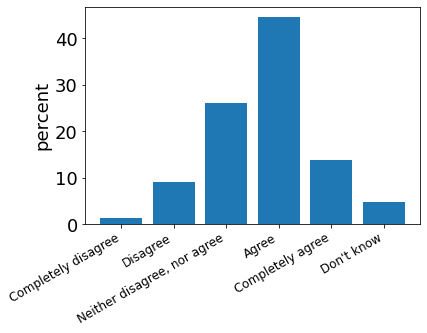 percent
40
30
20
10
0
Completely disagree
Disagree
Neither disagree, nor agree
Agree
Completely agree
Don't know